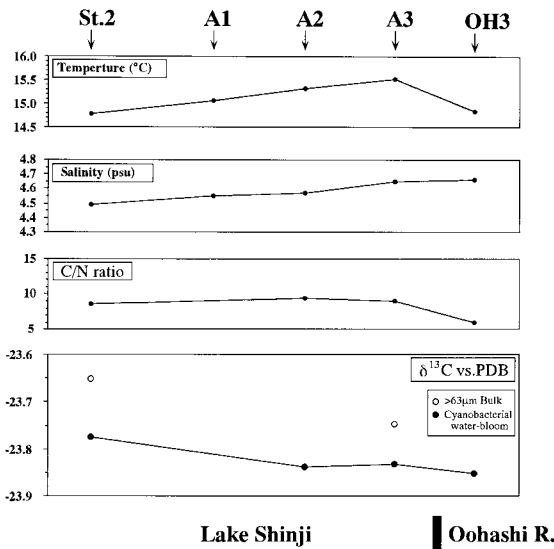 St.2 A1 A2 A3 OH3
16.0
15.5
15.0
14.5
Temperture (°C)
4.8
4.7
4.6
4.5
4.4
4.3
Salinity (psu)
15
10
5
C/N ratio
-23.6
-23.7
-23.8
-23.9
δ¹³C vs.PDB
>63μm Bulk
Cyanobacterial
water-bloom
Lake Shinji Oohashi R.